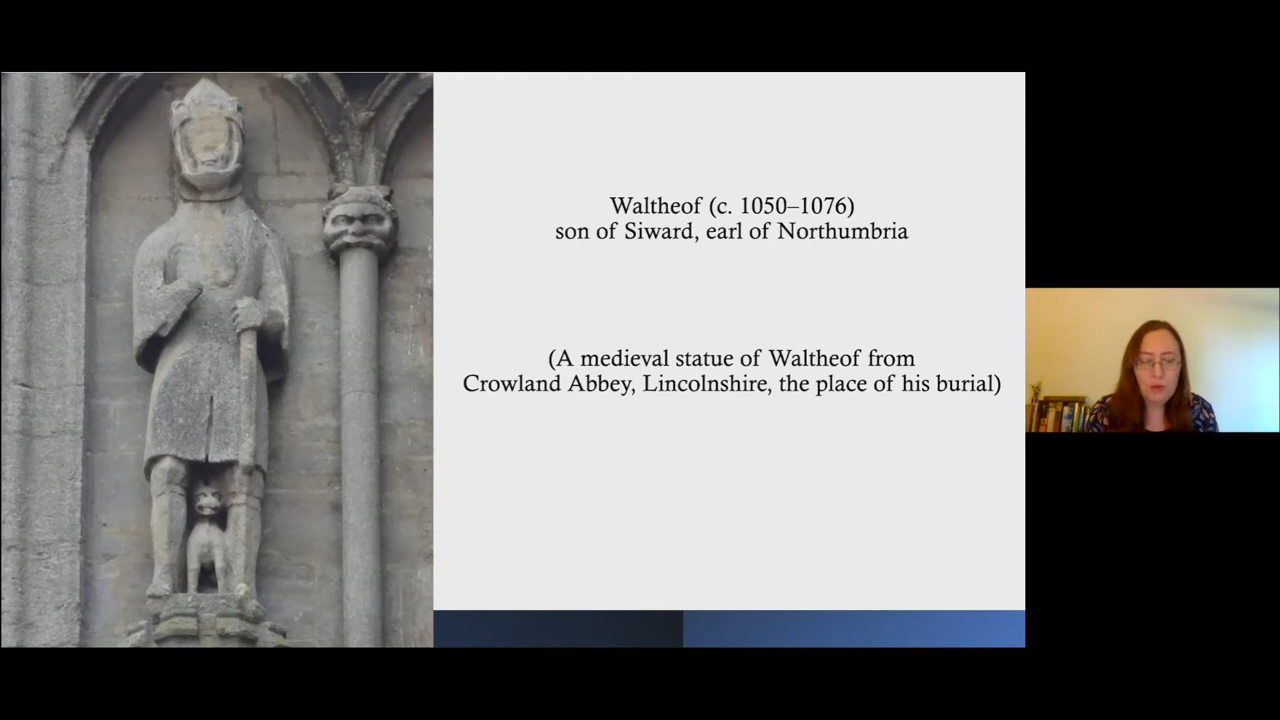 Waltheof (c. 1050–1076)
son of Siward, earl of Northumbria
(A medieval statue of Waltheof from
Crowland Abbey, Lincolnshire, the place of his burial)